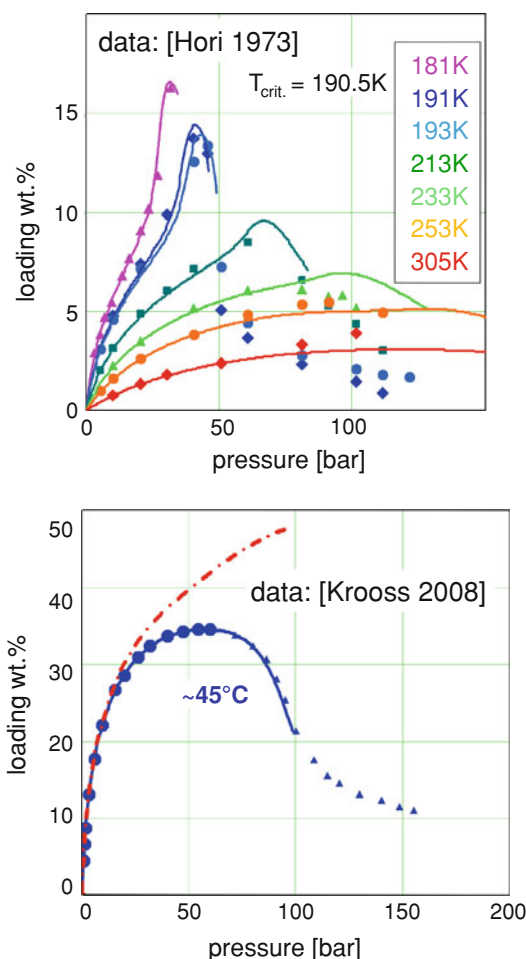 data: [Hori 1973]
T crit. = 190.5K
181K
191K
193K
213K
233K
253K
305K
15
10
5
0
loading wt.%
0 50 100
pressure [bar]
50
40
30
20
10
0
loading wt.%
data: [Krooss 2008]
~45°C
0 50 100 150 200
pressure [bar]